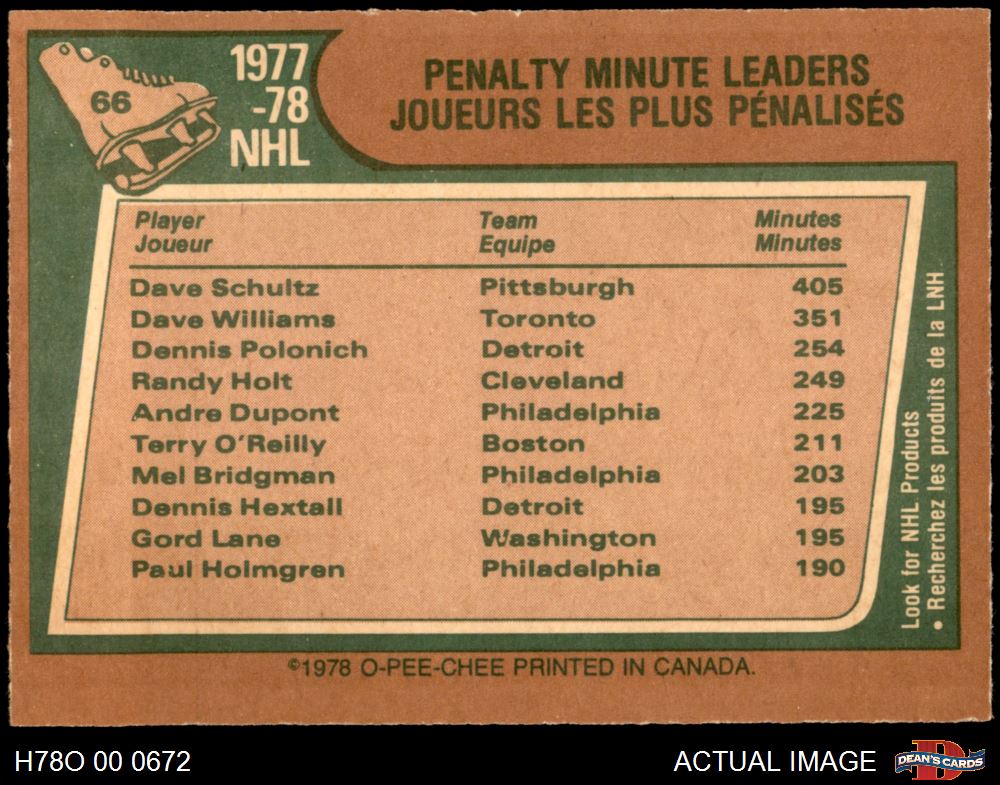 66
1977
-78
NHL
PENALTY MINUTE LEADERS
JOUEURS LES PLUS PÉNALISÉS
Player Team Minutes
Joueur Equipe Minutes
Dave Schultz Pittsburgh 405
Dave Williams Toronto 351
Dennis Polonich Detroit 254
Randy Holt Cleveland 249
Andre Dupont Philadelphia 225
Terry O'Reilly Boston 211
Mel Bridgman Philadelphia 203
Dennis Hextall Detroit 195
Gord Lane Washington 195
Paul Holmgren Philadelphia 190
Look for NHL Products
• Recherchez les produits de la LNH
©1978 O-PEE-CHEE PRINTED IN CANADA.
H78O 00 0672
ACTUAL IMAGE
D
DEAN'S CARDS